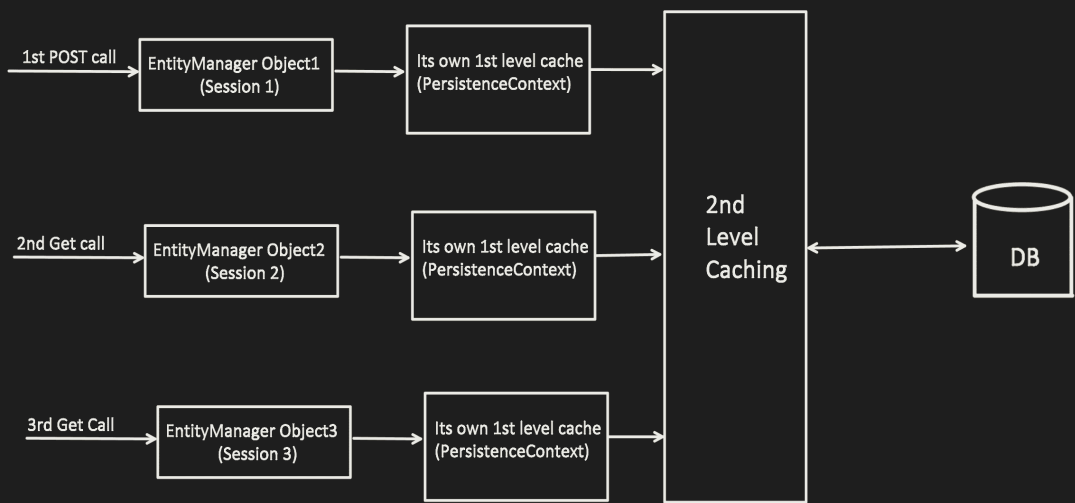 1st POST call
EntityManager Object1
(Session 1)
Its own 1st level cache
(PersistenceContext)
2nd Get call
EntityManager Object2
(Session 2)
Its own 1st level cache
(PersistenceContext)
3rd Get Call
EntityManager Object3
(Session 3)
Its own 1st level cache
(PersistenceContext)
2nd
Level
Caching
DB